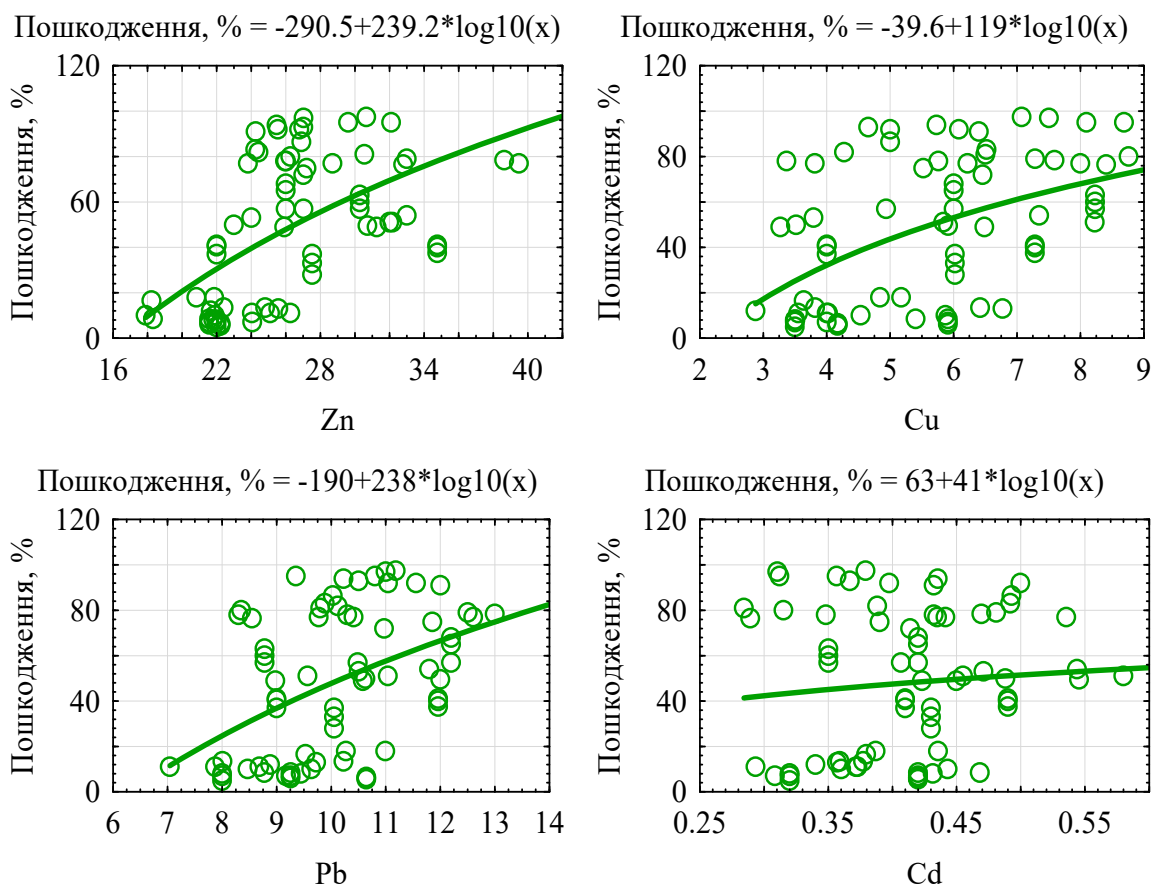 Пошкодження, % = -290.5+239.2*log10(x)
Пошкодження, %
120
60
0
16 22 28 34 40
Zn
Пошкодження, % = -39.6+119*log10(x)
Пошкодження, %
120
80
40
0
2 3 4 5 6 7 8 9
Cu
Пошкодження, % = -190+238*log10(x)
Пошкодження, %
120
80
40
0
6 7 8 9 10 11 12 13 14
Pb
Пошкодження, % = 63+41*log10(x)
Пошкодження, %
120
80
40
0
0.25 0.35 0.45 0.55
Cd